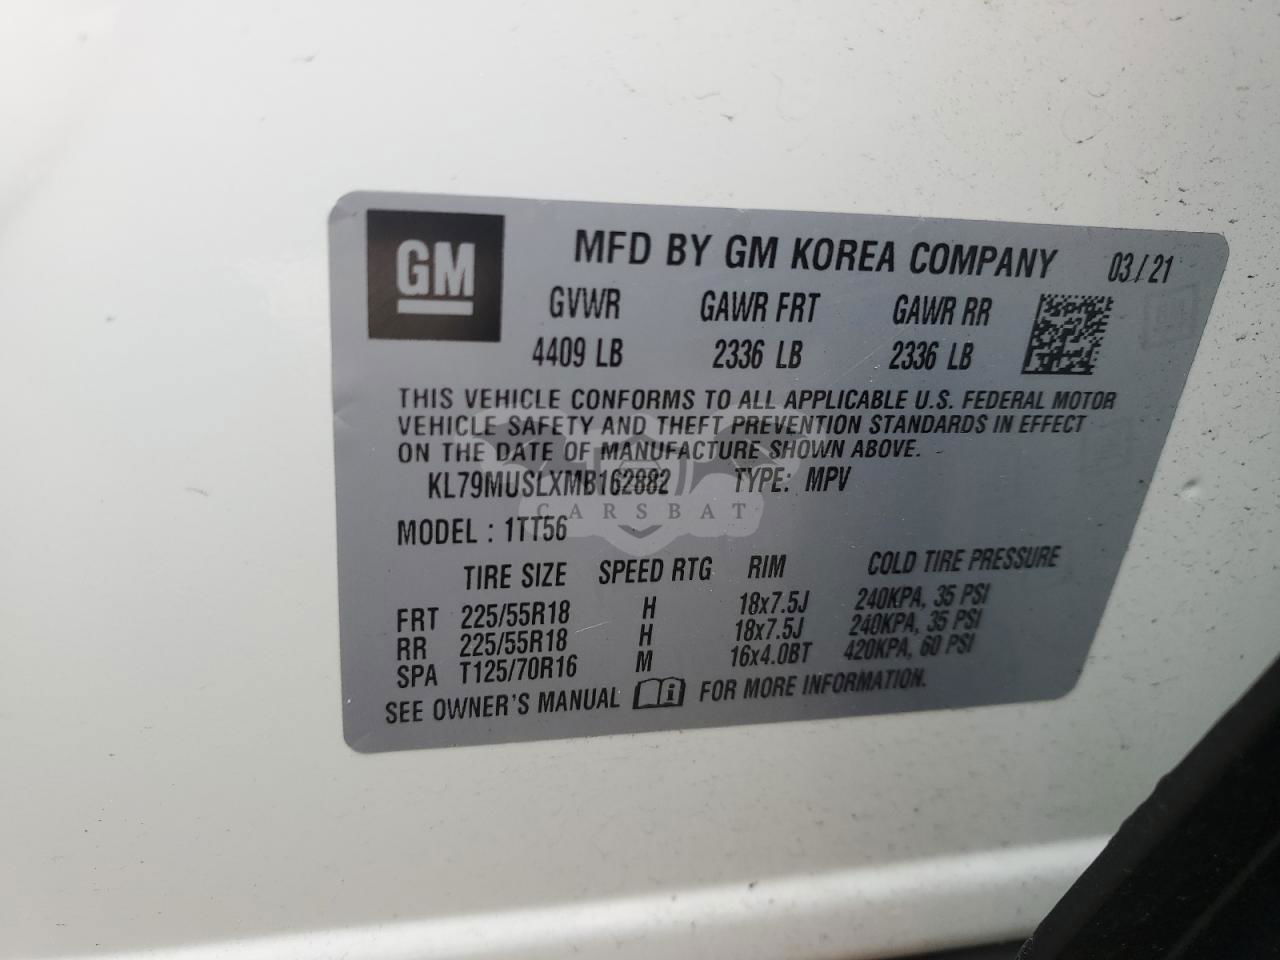 GM
MFD BY GM KOREA COMPANY 03/21
GVWR GAWR FRT GAWR RR
4409 LB 2336 LB 2336 LB
THIS VEHICLE CONFORMS TO ALL APPLICABLE U.S. FEDERAL MOTOR
VEHICLE SAFETY AND THEFT PREVENTION STANDARDS IN EFFECT
ON THE DATE OF MANUFACTURE SHOWN ABOVE.
KL79MUSLXMB162882 TYPE: MPV
CARSBAT
MODEL : 1TT56
TIRE SIZE SPEED RTG RIM COLD TIRE PRESSURE
FRT 225/55R18 H 18x7.5J 240KPA, 35 PSI
RR 225/55R18 H 18x7.5J 240KPA, 35 PSI
SPA T125/70R16 M 16x4.0BT 420KPA, 60 PSI
SEE OWNER'S MANUAL i FOR MORE INFORMATION.